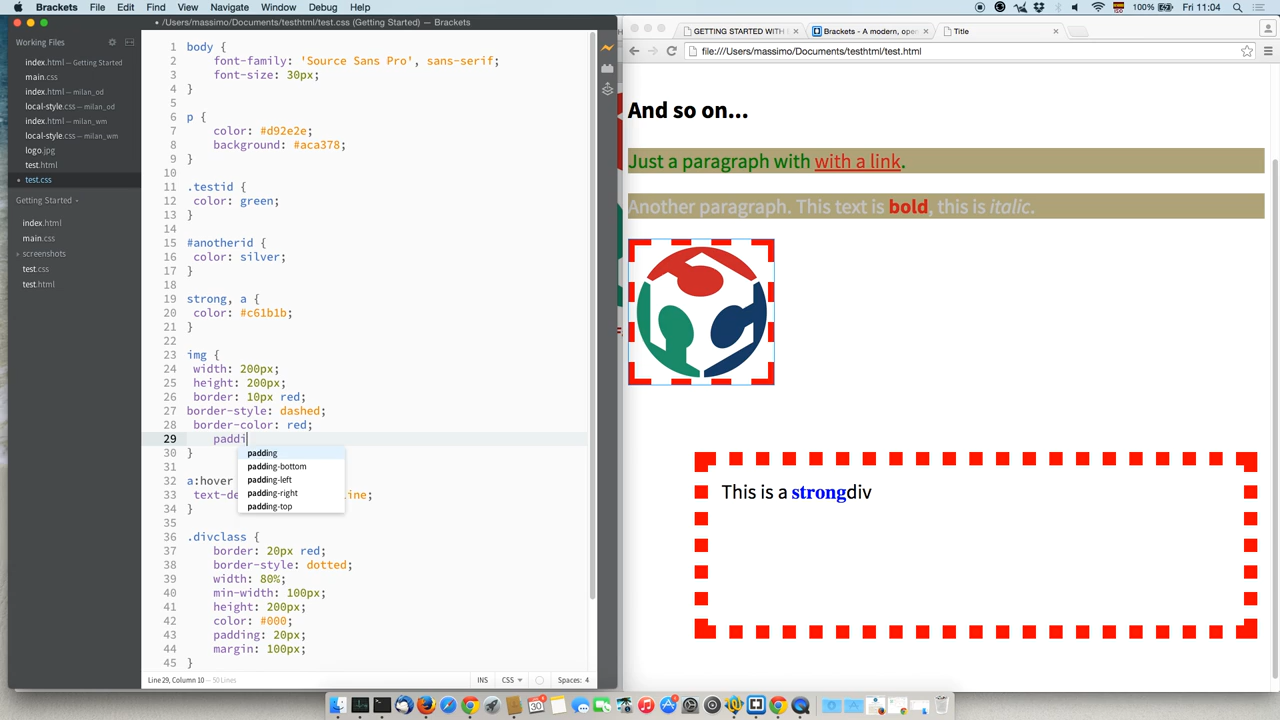 Brackets File Edit Find View Navigate Debug Help 100% Fri 11:04
• /Users/massimo/Documents/testhtml/test.css (Getting Started) — Brackets
Working Files
index.html — Getting Started
main.css
index.html — milan_od
local-style.css — milan_od
index.html — milan_wm
local-style.css — milan_wm
logo.jpg
test.html
test.css
Getting Started
index.html
main.css
screenshots
test.css
test.html
1 body {
2 font-family: 'Source Sans Pro', sans-serif;
3 font-size: 30px;
4 }
5
6 p {
7 color: #d92e2e;
8 background: #aca378;
9 }
10
11 .testid {
12 color: green;
13 }
14
15 #anotherid {
16 color: silver;
17 }
18
19 strong, a {
20 color: #c61b1b;
21 }
22
23 img {
24 width: 200px;
25 height: 200px;
26 border: 10px red;
27 border-style: dashed;
28 border-color: red;
29 paddi
30 }
31
32 a:hover
33 text-de line;
34 }
35
36 .divclass {
37 border: 20px red;
38 border-style: dotted;
39 width: 80%;
40 min-width: 100px;
41 height: 200px;
42 color: #000;
43 padding: 20px;
44 margin: 100px;
45 }
padding
padding-bottom
padding-left
padding-right
padding-top
Line 29, Column 10 — 50 Lines
INS CSS Spaces: 4
GETTING STARTED WITH
Brackets - A modern, open
Title
file:///Users/massimo/Documents/testhtml/test.html
And so on...
Just a paragraph with with a link.
Another paragraph. This text is bold, this is italic.
This is a strongdiv
30